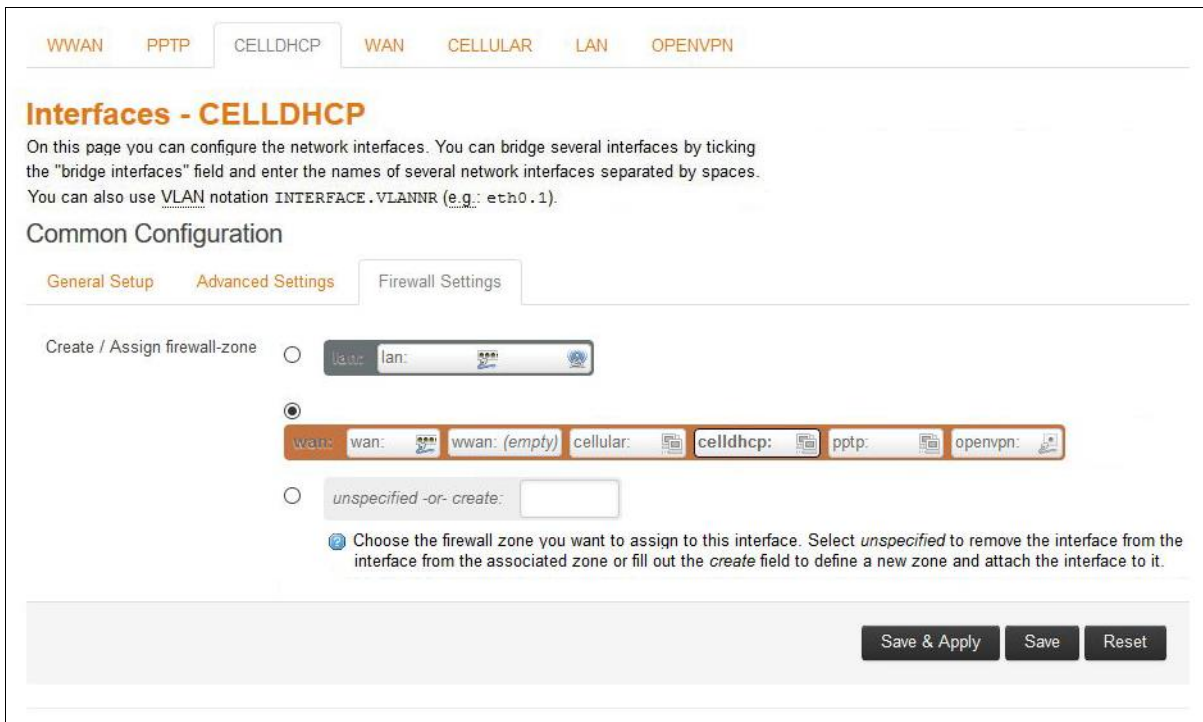 WWAN PPTP CELLDHCP WAN CELLULAR LAN OPENVPN
Interfaces - CELLDHCP
On this page you can configure the network interfaces. You can bridge several interfaces by ticking
the "bridge interfaces" field and enter the names of several network interfaces separated by spaces.
You can also use VLAN notation INTERFACE.VLANNR (e.g.: eth0.1).
Common Configuration
General Setup Advanced Settings Firewall Settings
Create / Assign firewall-zone
lan: lan:
wan: wan: wwan: (empty) cellular: celldhcp: pptp: openvpn:
unspecified -or- create:
Choose the firewall zone you want to assign to this interface. Select unspecified to remove the interface from the
interface from the associated zone or fill out the create field to define a new zone and attach the interface to it.
Save & Apply Save Reset